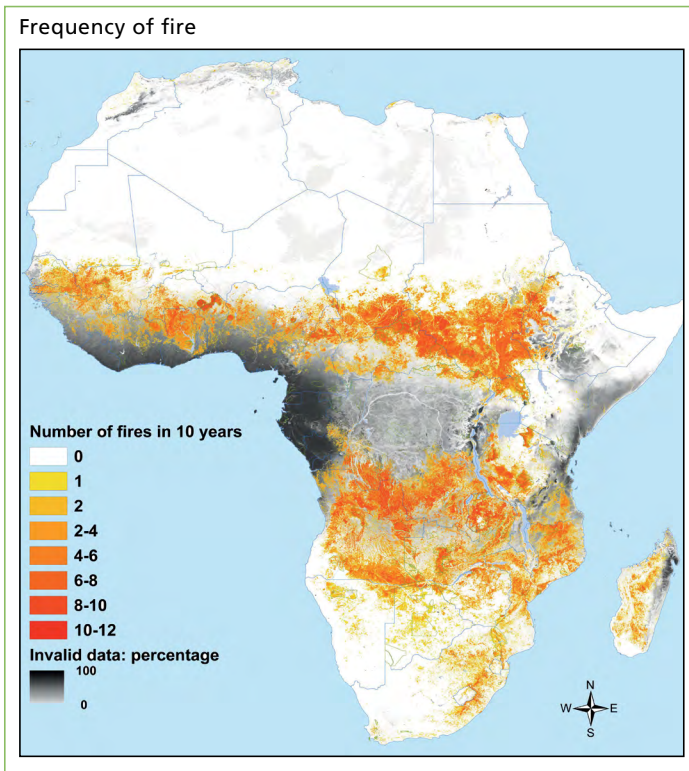 Frequency of fire
Number of fires in 10 years
0
1
2
2-4
4-6
6-8
8-10
10-12
Invalid data: percentage
100
0
N
W E
S